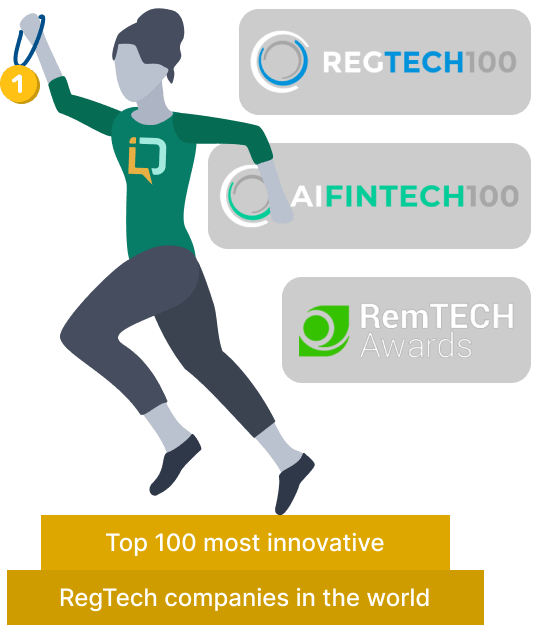 1
REGTECH100
AIFINTECH100
RemTECH
Awards
Top 100 most innovative
RegTech companies in the world